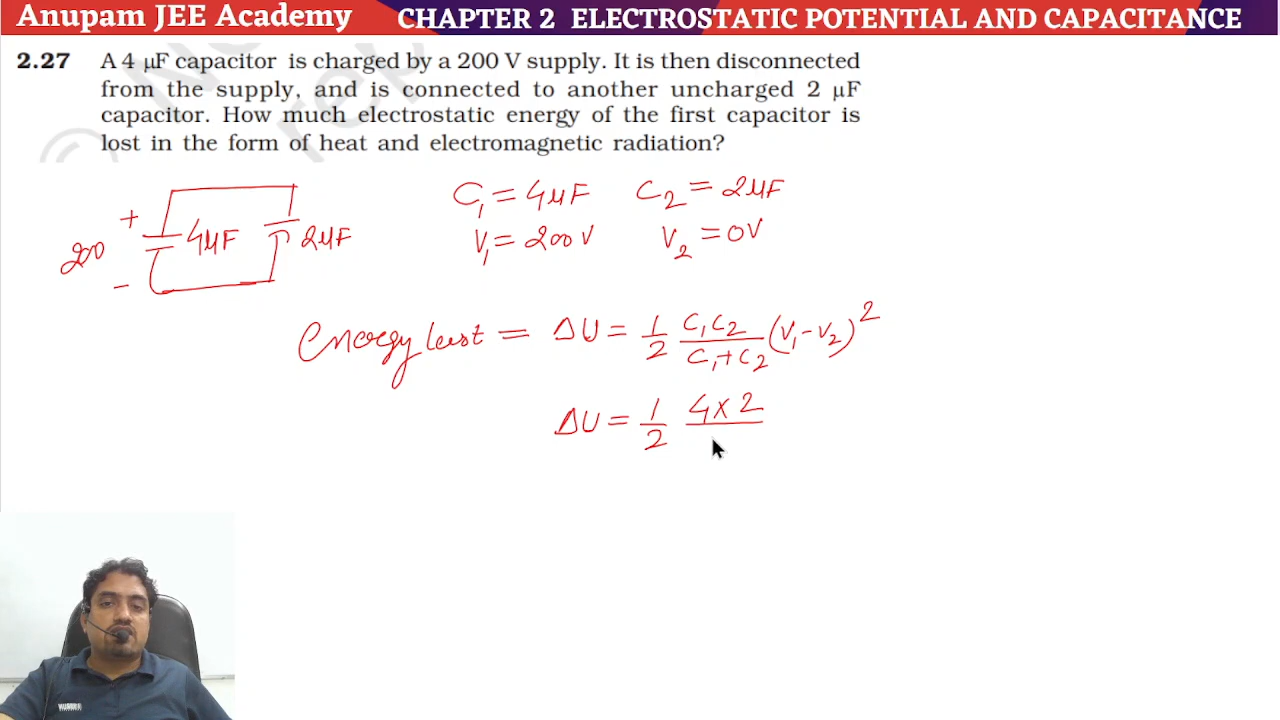 Anupam JEE Academy CHAPTER 2 ELECTROSTATIC POTENTIAL AND CAPACITANCE
2.27 A 4 μF capacitor is charged by a 200 V supply. It is then disconnected
from the supply, and is connected to another uncharged 2 μF
capacitor. How much electrostatic energy of the first capacitor is
lost in the form of heat and electromagnetic radiation?
C₁ = 4μF C₂ = 2μF
V₁ = 200V V₂ = 0V
+ 4μF 2μF
200
−
Energy lost = ΔU = 1/2 C₁C₂/(C₁+C₂) (V₁-V₂)²
ΔU = 1/2 4×2